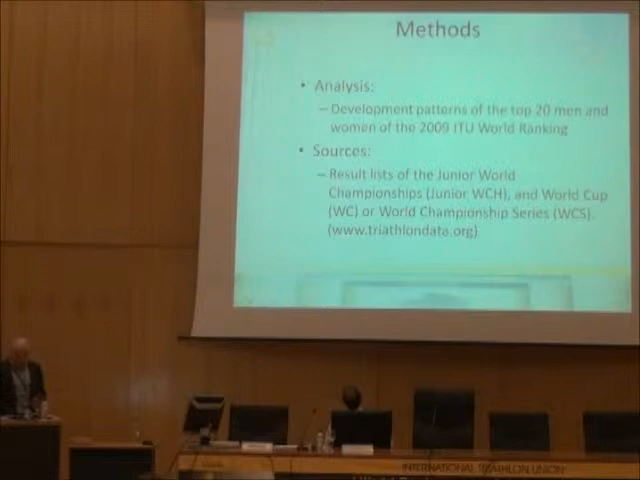 Methods
• Analysis:
– Development patterns of the top 20 men and
women of the 2009 ITU World Ranking
• Sources:
– Result lists of the Junior World
Championships (Junior WCH), and World Cup
(WC) or World Championship Series (WCS).
(www.triathlondata.org)
INTERNATIONAL TRIATHLON UNION